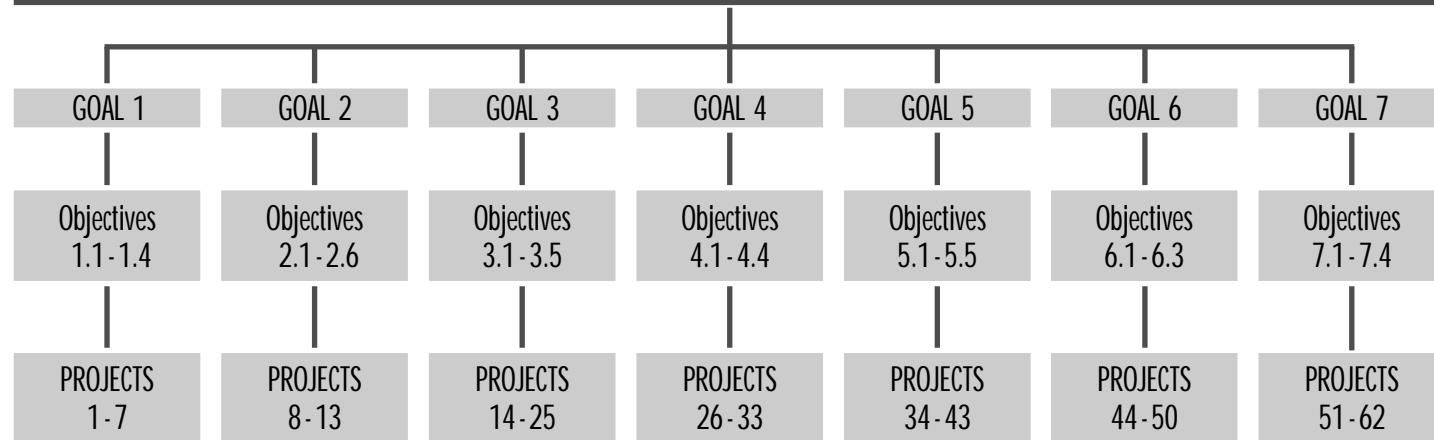 GOAL 1
GOAL 2
GOAL 3
GOAL 4
GOAL 5
GOAL 6
GOAL 7
Objectives
1.1 - 1.4
Objectives
2.1 - 2.6
Objectives
3.1 - 3.5
Objectives
4.1 - 4.4
Objectives
5.1 - 5.5
Objectives
6.1 - 6.3
Objectives
7.1 - 7.4
PROJECTS
1 - 7
PROJECTS
8 - 13
PROJECTS
14 - 25
PROJECTS
26 - 33
PROJECTS
34 - 43
PROJECTS
44 - 50
PROJECTS
51 - 62